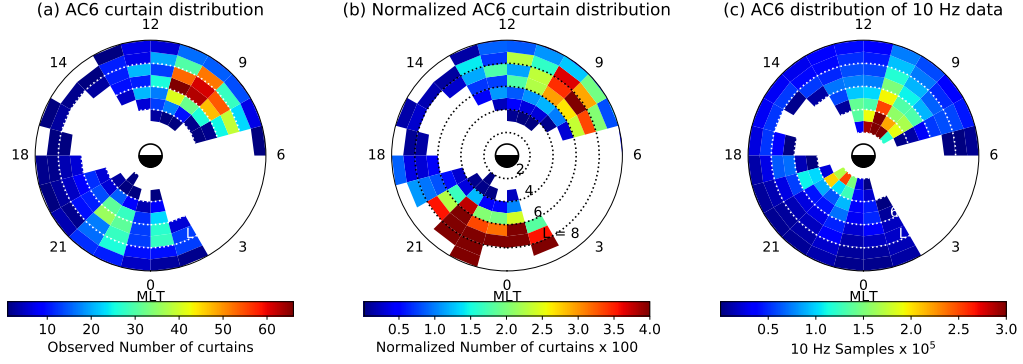 (a) AC6 curtain distribution
12
14
9
18
6
21
3
L
0
MLT
10 20 30 40 50 60
Observed Number of curtains
(b) Normalized AC6 curtain distribution
12
14
9
18
6
2
4
6
L = 8
21
3
0
MLT
0.5 1.0 1.5 2.0 2.5 3.0 3.5 4.0
Normalized Number of curtains x 100
(c) AC6 distribution of 10 Hz data
12
14
9
18
6
6
L
21
3
0
MLT
0.5 1.0 1.5 2.0 2.5 3.0
10 Hz Samples x 10⁵